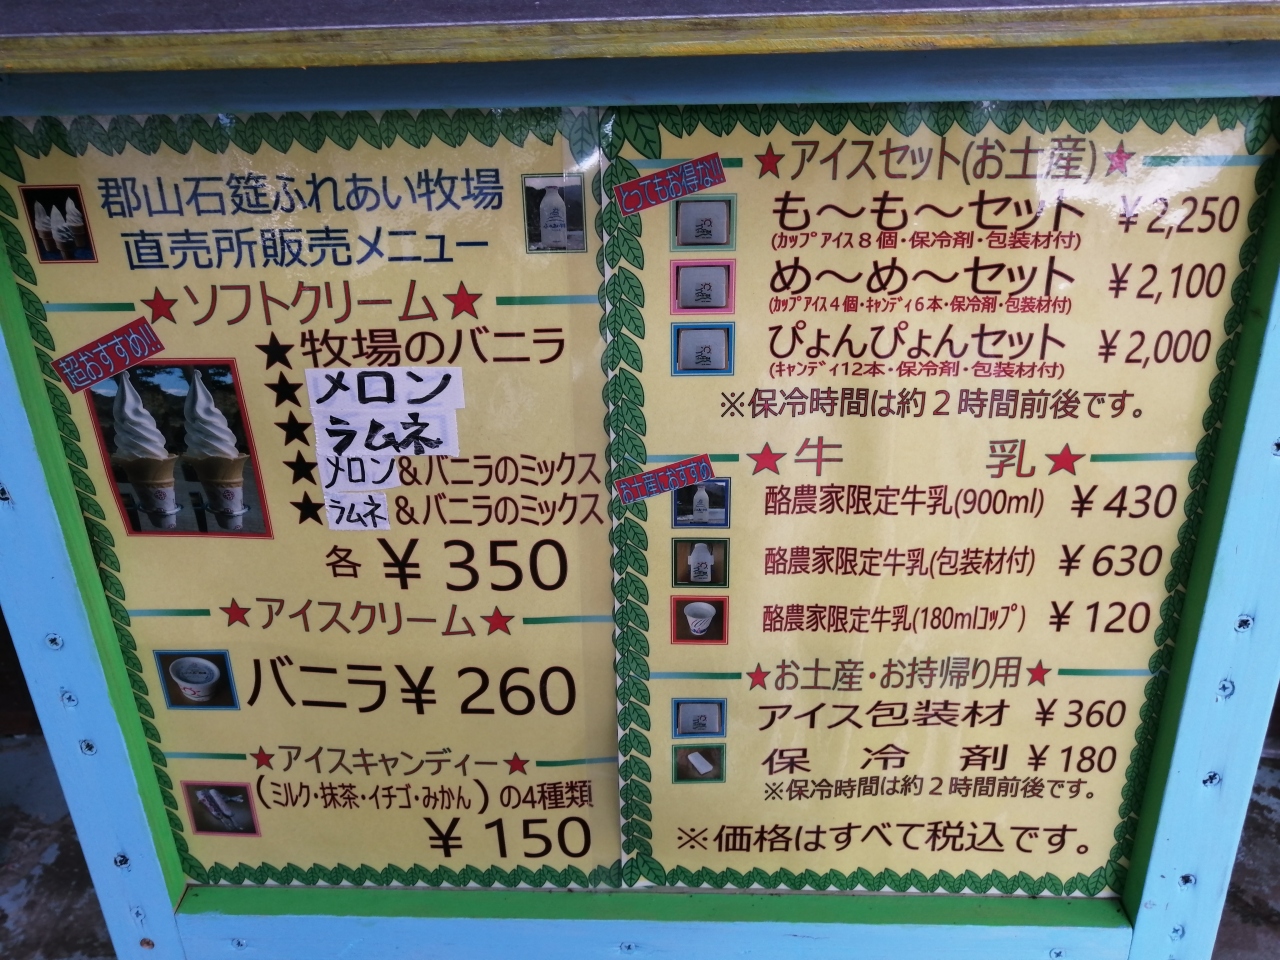 郡山石筵ふれあい牧場
直売所販売メニュー
★ソフトクリーム★
超おすすめ!!
★牧場のバニラ
★メロン
★ラムネ
★メロン&バニラのミックス
★ラムネ&バニラのミックス
各¥350
★アイスクリーム★
バニラ¥260
★アイスキャンディー★
(ミルク・抹茶・イチゴ・みかん)の4種類
¥150
★アイスセット(お土産)★
とってもお得な!!
も～も～セット ¥2,250
(カップアイス8個・保冷剤・包装材付)
め～め～セット ¥2,100
(カップアイス4個・キャンディ6本・保冷剤・包装材付)
ぴょんぴょんセット ¥2,000
(キャンディ12本・保冷剤・包装材付)
※保冷時間は約2時間前後です。
★牛 乳★
お土産におすすめ
酪農家限定牛乳(900ml) ¥430
酪農家限定牛乳(包装材付) ¥630
酪農家限定牛乳(180mlコップ) ¥120
★お土産・お持帰り用★
アイス包装材 ¥360
保 冷 剤 ¥180
※保冷時間は約2時間前後です。
※価格はすべて税込です。